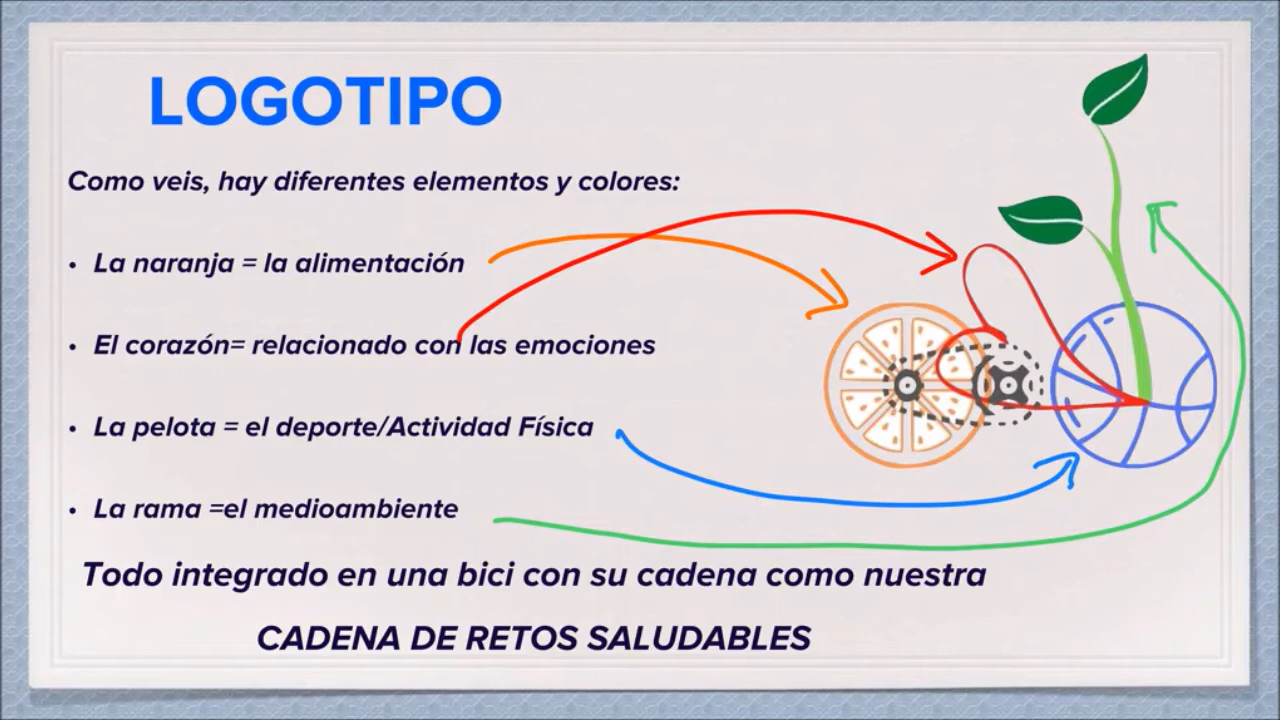 LOGOTIPO
Como veis, hay diferentes elementos y colores:
• La naranja = la alimentación
• El corazón= relacionado con las emociones
• La pelota = el deporte/Actividad Física
• La rama =el medioambiente
Todo integrado en una bici con su cadena como nuestra
CADENA DE RETOS SALUDABLES